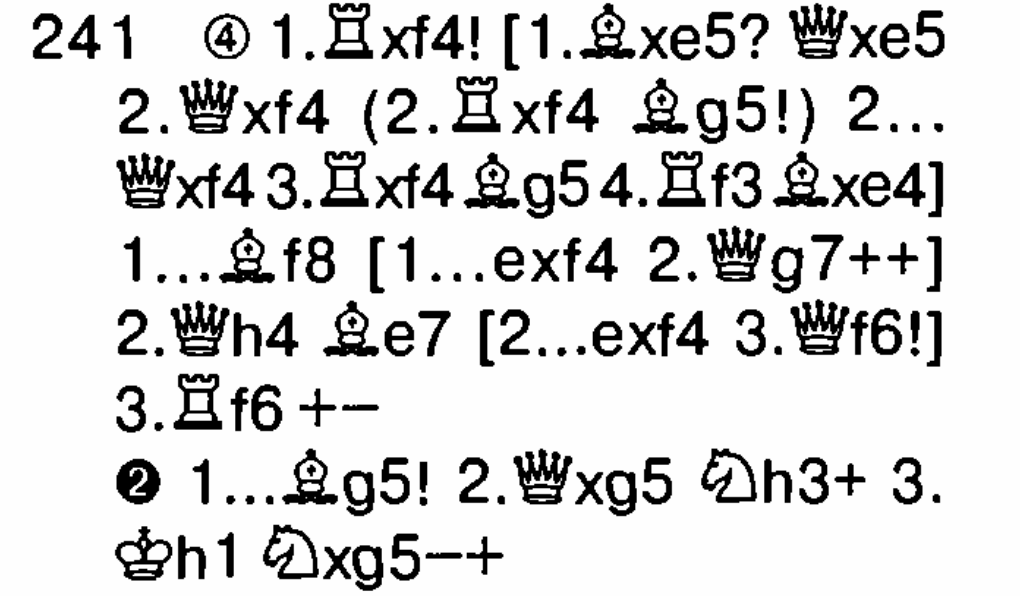 241 ④ 1.♖xf4! [1.♗xe5? ♕xe5
2.♕xf4 (2.♖xf4 ♗g5!) 2...
♕xf4 3.♖xf4 ♗g5 4.♖f3 ♗xe4]
1...♗f8 [1...exf4 2.♕g7++]
2.♕h4 ♗e7 [2...exf4 3.♕f6!]
3.♖f6 +−
❷ 1...♗g5! 2.♕xg5 ♘h3+ 3.
♔h1 ♘xg5−+